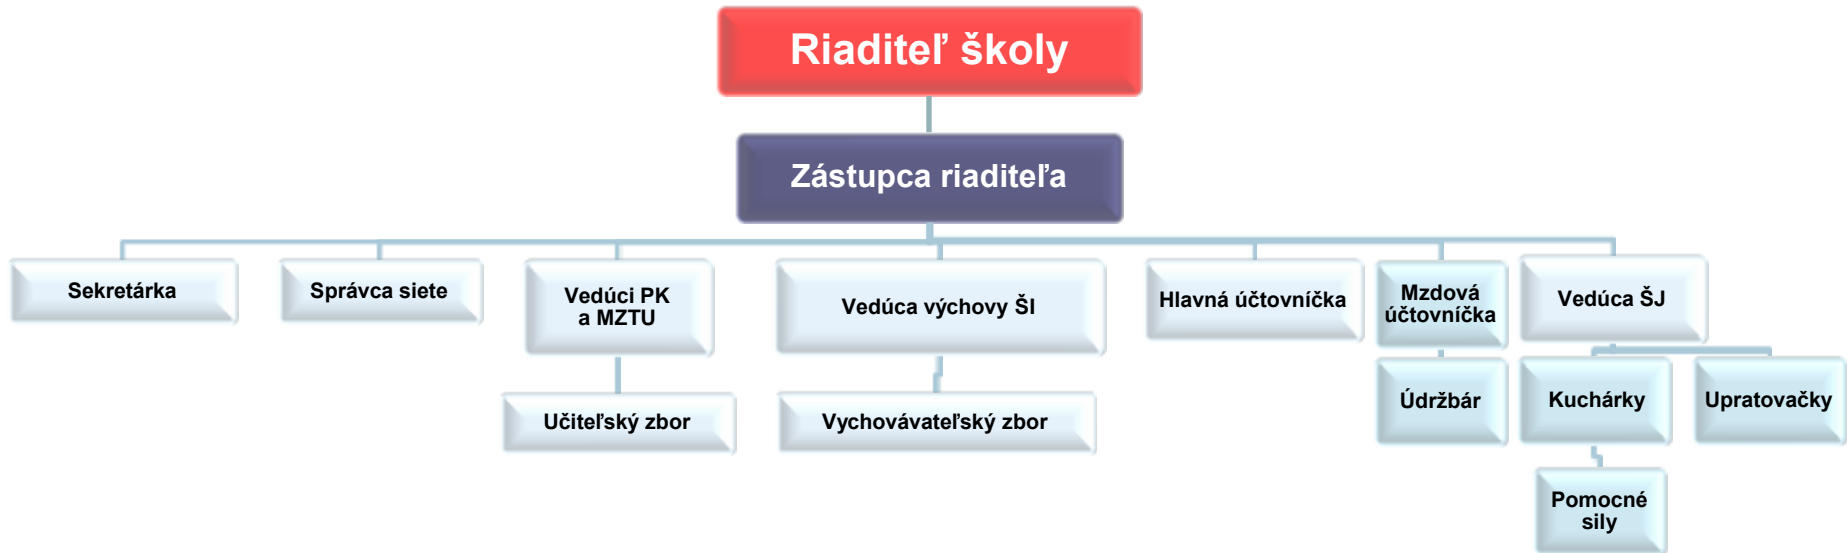 Riaditeľ školy
Zástupca riaditeľa
Sekretárka
Správca siete
Vedúci PK
a MZTU
Vedúca výchovy ŠI
Hlavná účtovníčka
Mzdová
účtovníčka
Vedúca ŠJ
Učiteľský zbor
Vychovávateľský zbor
Údržbár
Kuchárky
Upratovačky
Pomocné
sily